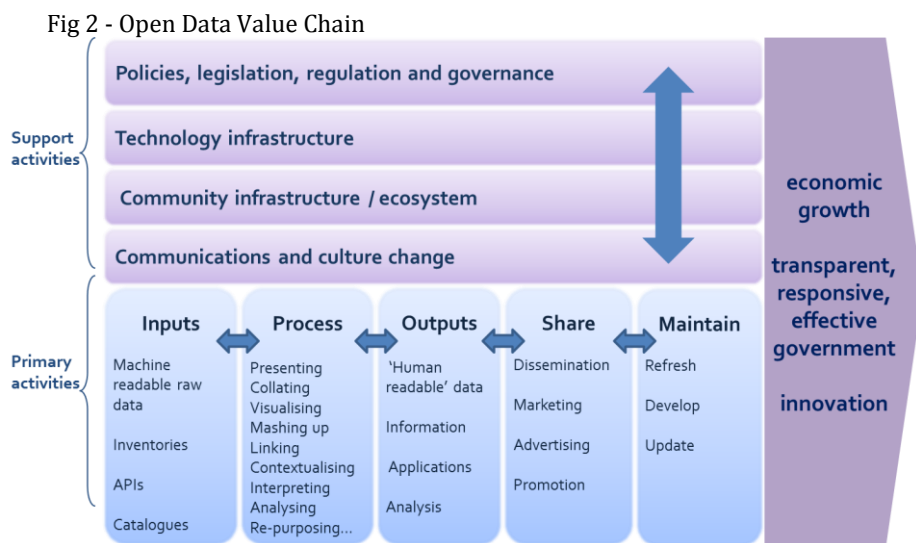 Fig 2 - Open Data Value Chain
Support
activities
Policies, legislation, regulation and governance
Technology infrastructure
Community infrastructure / ecosystem
Communications and culture change
Primary
activities
Inputs
Machine
readable raw
data
Inventories
APIs
Catalogues
Process
Presenting
Collating
Visualising
Mashing up
Linking
Contextualising
Interpreting
Analysing
Re-purposing...
Outputs
‘Human
readable’ data
Information
Applications
Analysis
Share
Dissemination
Marketing
Advertising
Promotion
Maintain
Refresh
Develop
Update
economic
growth
transparent,
responsive,
effective
government
innovation